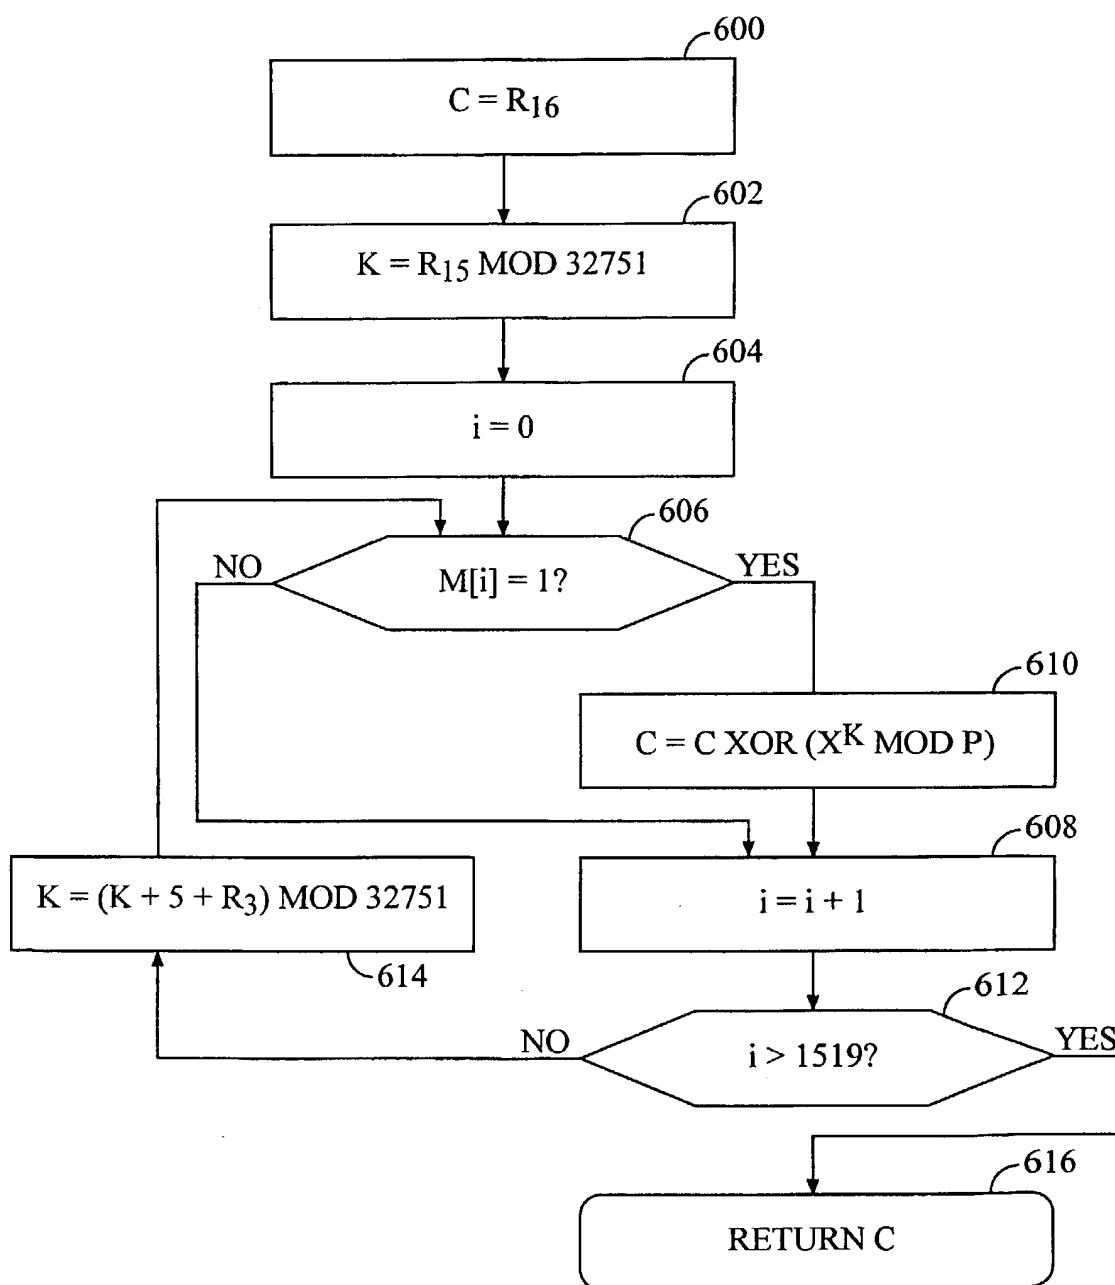 600
C = R16
602
K = R15 MOD 32751
604
i = 0
606
NO
M[i] = 1?
YES
610
C = C XOR (X^K MOD P)
608
K = (K + 5 + R3) MOD 32751
i = i + 1
614
612
NO
i > 1519?
YES
616
RETURN C